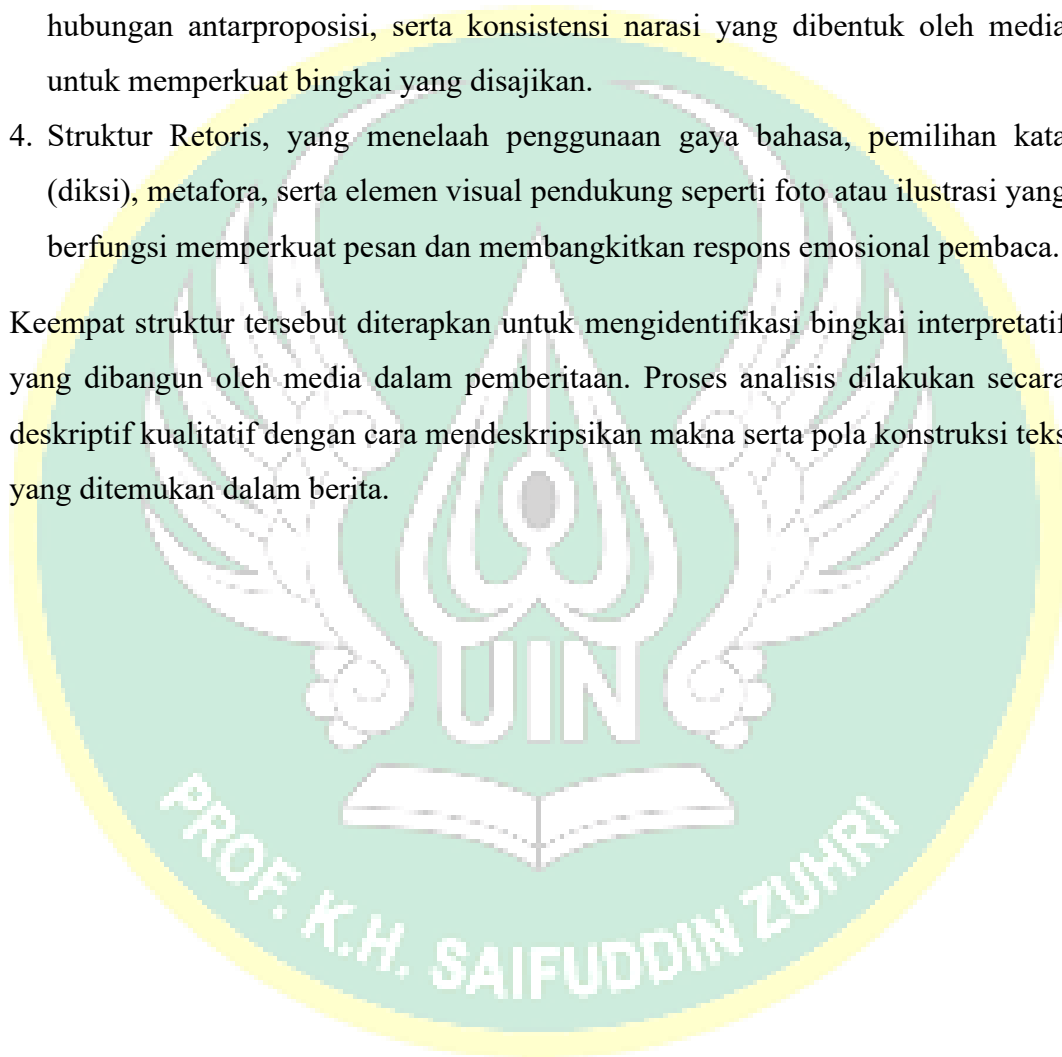 hubungan antarproposisi, serta konsistensi narasi yang dibentuk oleh media
untuk memperkuat bingkai yang disajikan.
4. Struktur Retoris, yang menelaah penggunaan gaya bahasa, pemilihan kata
(diksi), metafora, serta elemen visual pendukung seperti foto atau ilustrasi yang
berfungsi memperkuat pesan dan membangkitkan respons emosional pembaca.
Keempat struktur tersebut diterapkan untuk mengidentifikasi bingkai interpretatif
yang dibangun oleh media dalam pemberitaan. Proses analisis dilakukan secara
deskriptif kualitatif dengan cara mendeskripsikan makna serta pola konstruksi teks
yang ditemukan dalam berita.
UIN
PROF. K.H. SAIFUDDIN ZUHRI